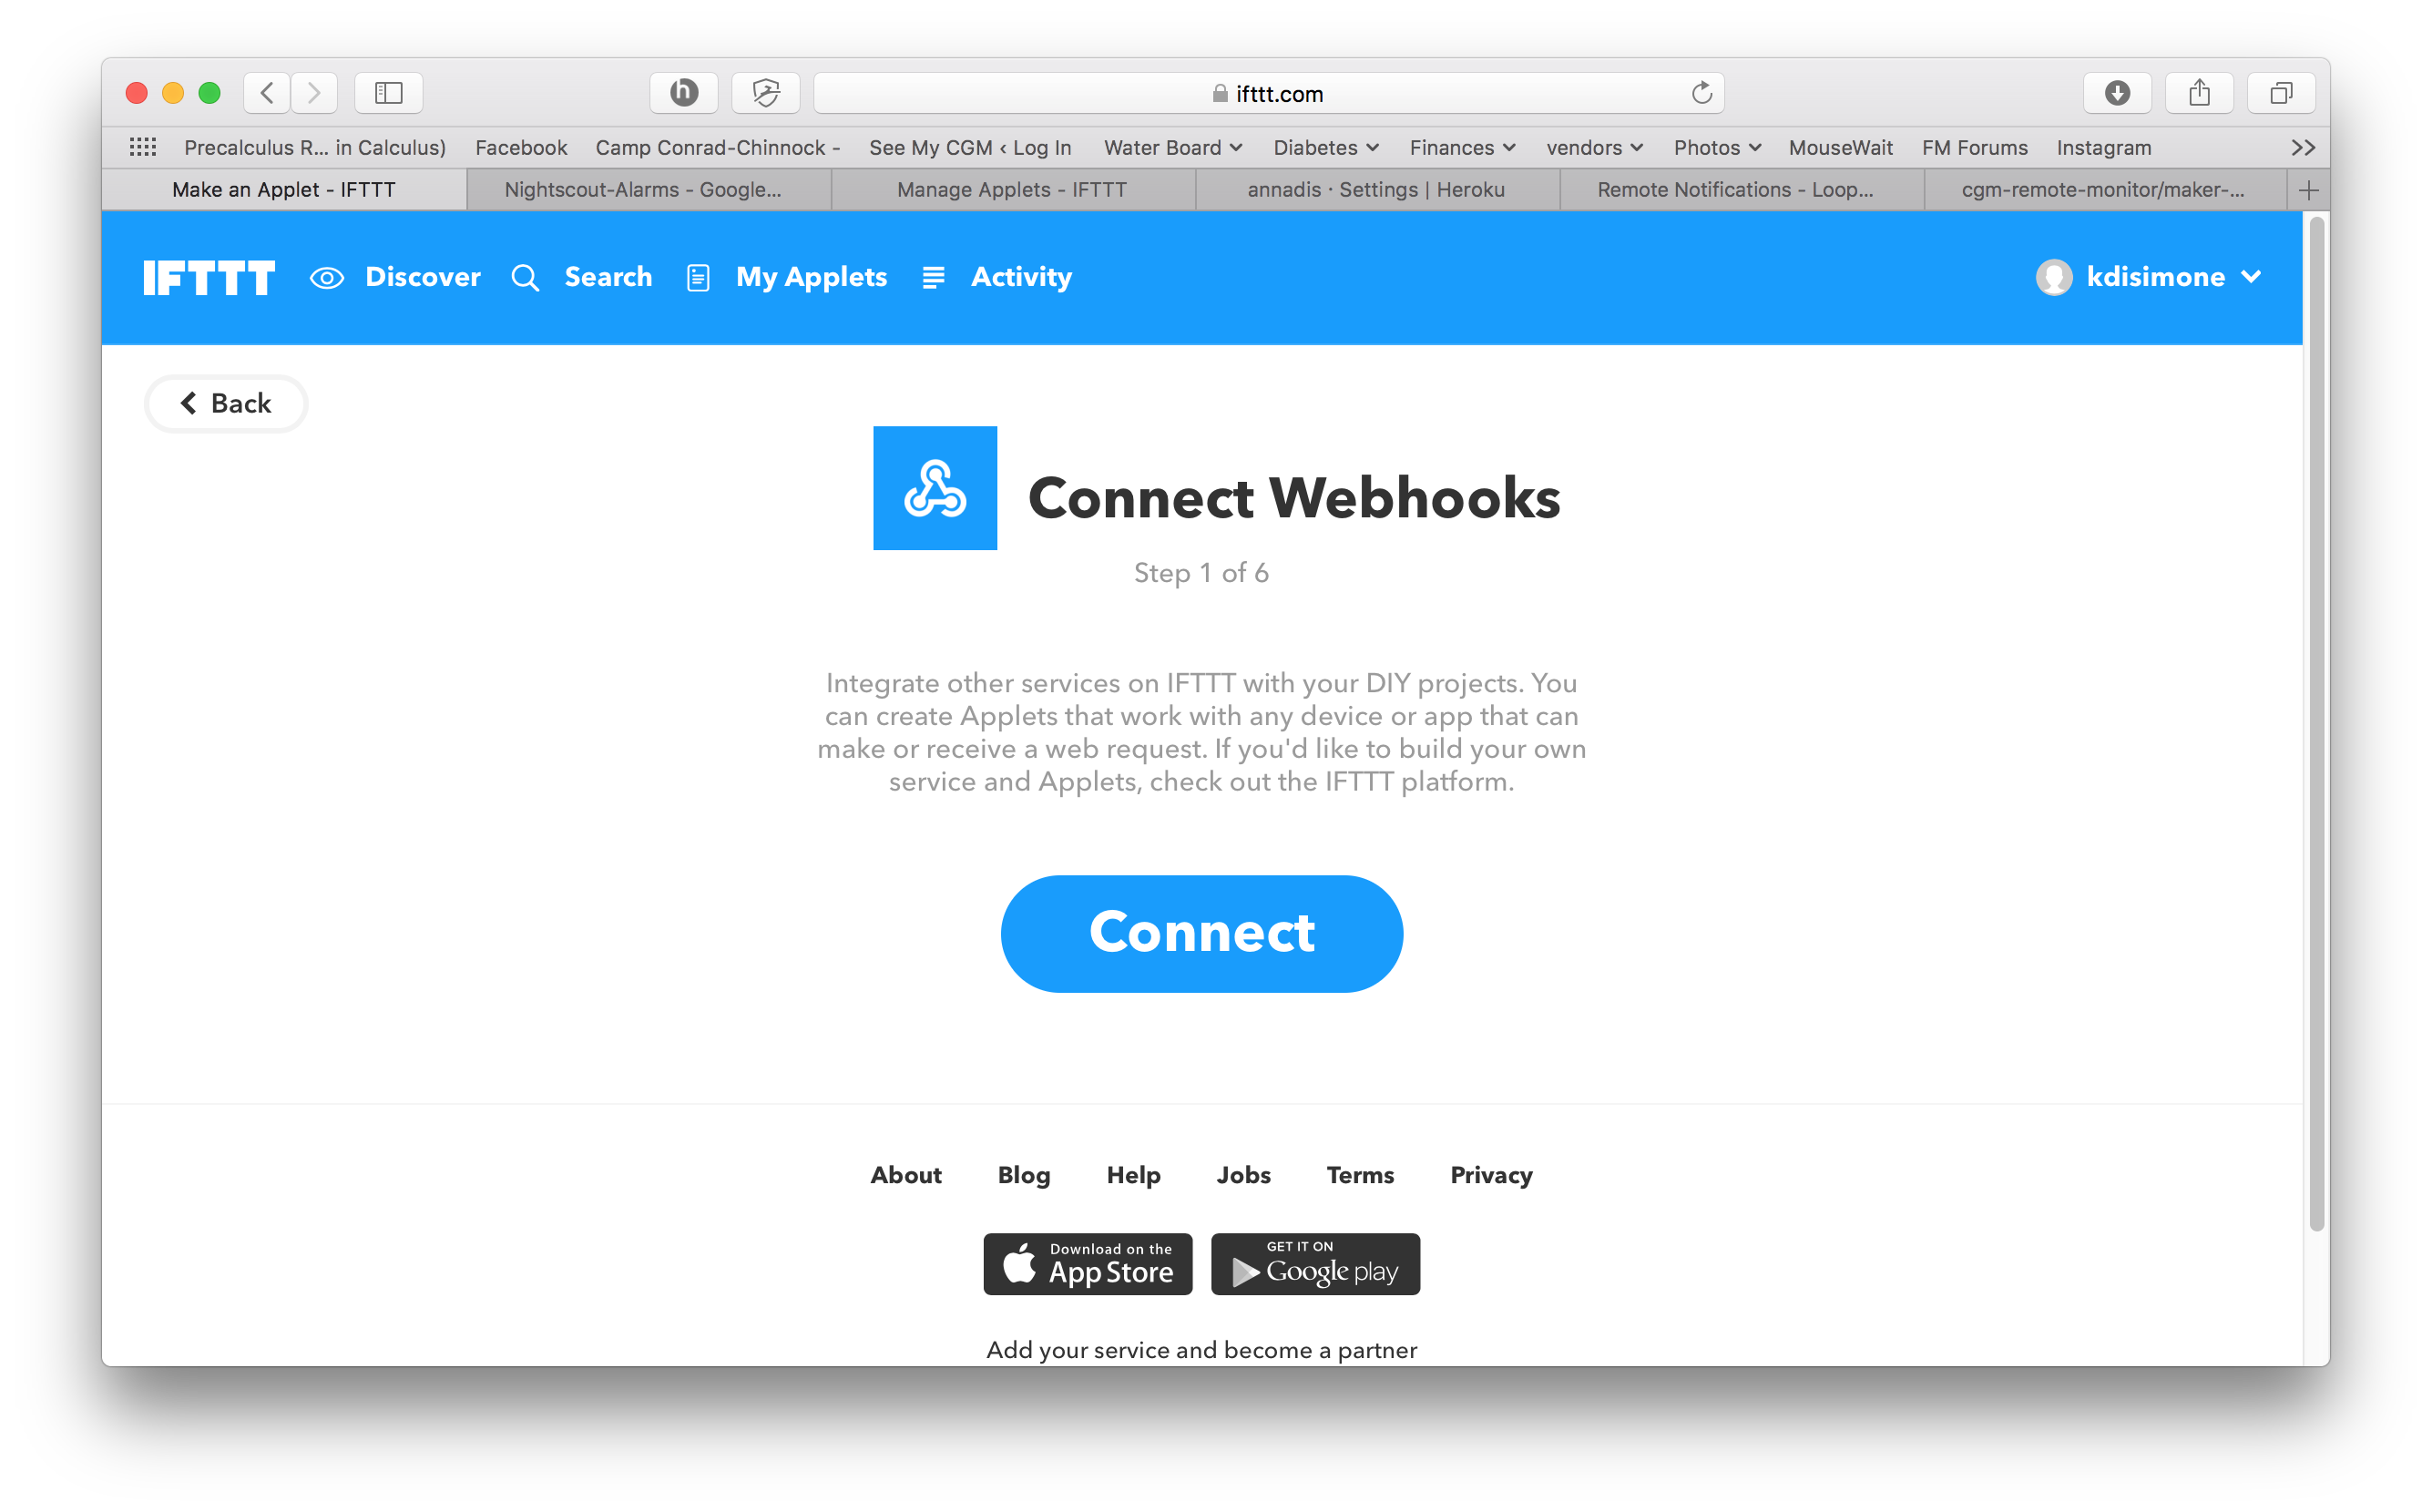 ifttt.com
Precalculus R... in Calculus) Facebook Camp Conrad-Chinnock - See My CGM ‹ Log In Water Board Diabetes Finances vendors Photos MouseWait FM Forums Instagram
Make an Applet - IFTTT Nightscout-Alarms - Google... Manage Applets - IFTTT annadis · Settings | Heroku Remote Notifications - Loop... cgm-remote-monitor/maker-...
IFTTT Discover Search My Applets Activity kdisimone
Back
Connect Webhooks
Step 1 of 6
Integrate other services on IFTTT with your DIY projects. You
can create Applets that work with any device or app that can
make or receive a web request. If you'd like to build your own
service and Applets, check out the IFTTT platform.
Connect
About Blog Help Jobs Terms Privacy
Download on the
App Store
GET IT ON
Google play
Add your service and become a partner